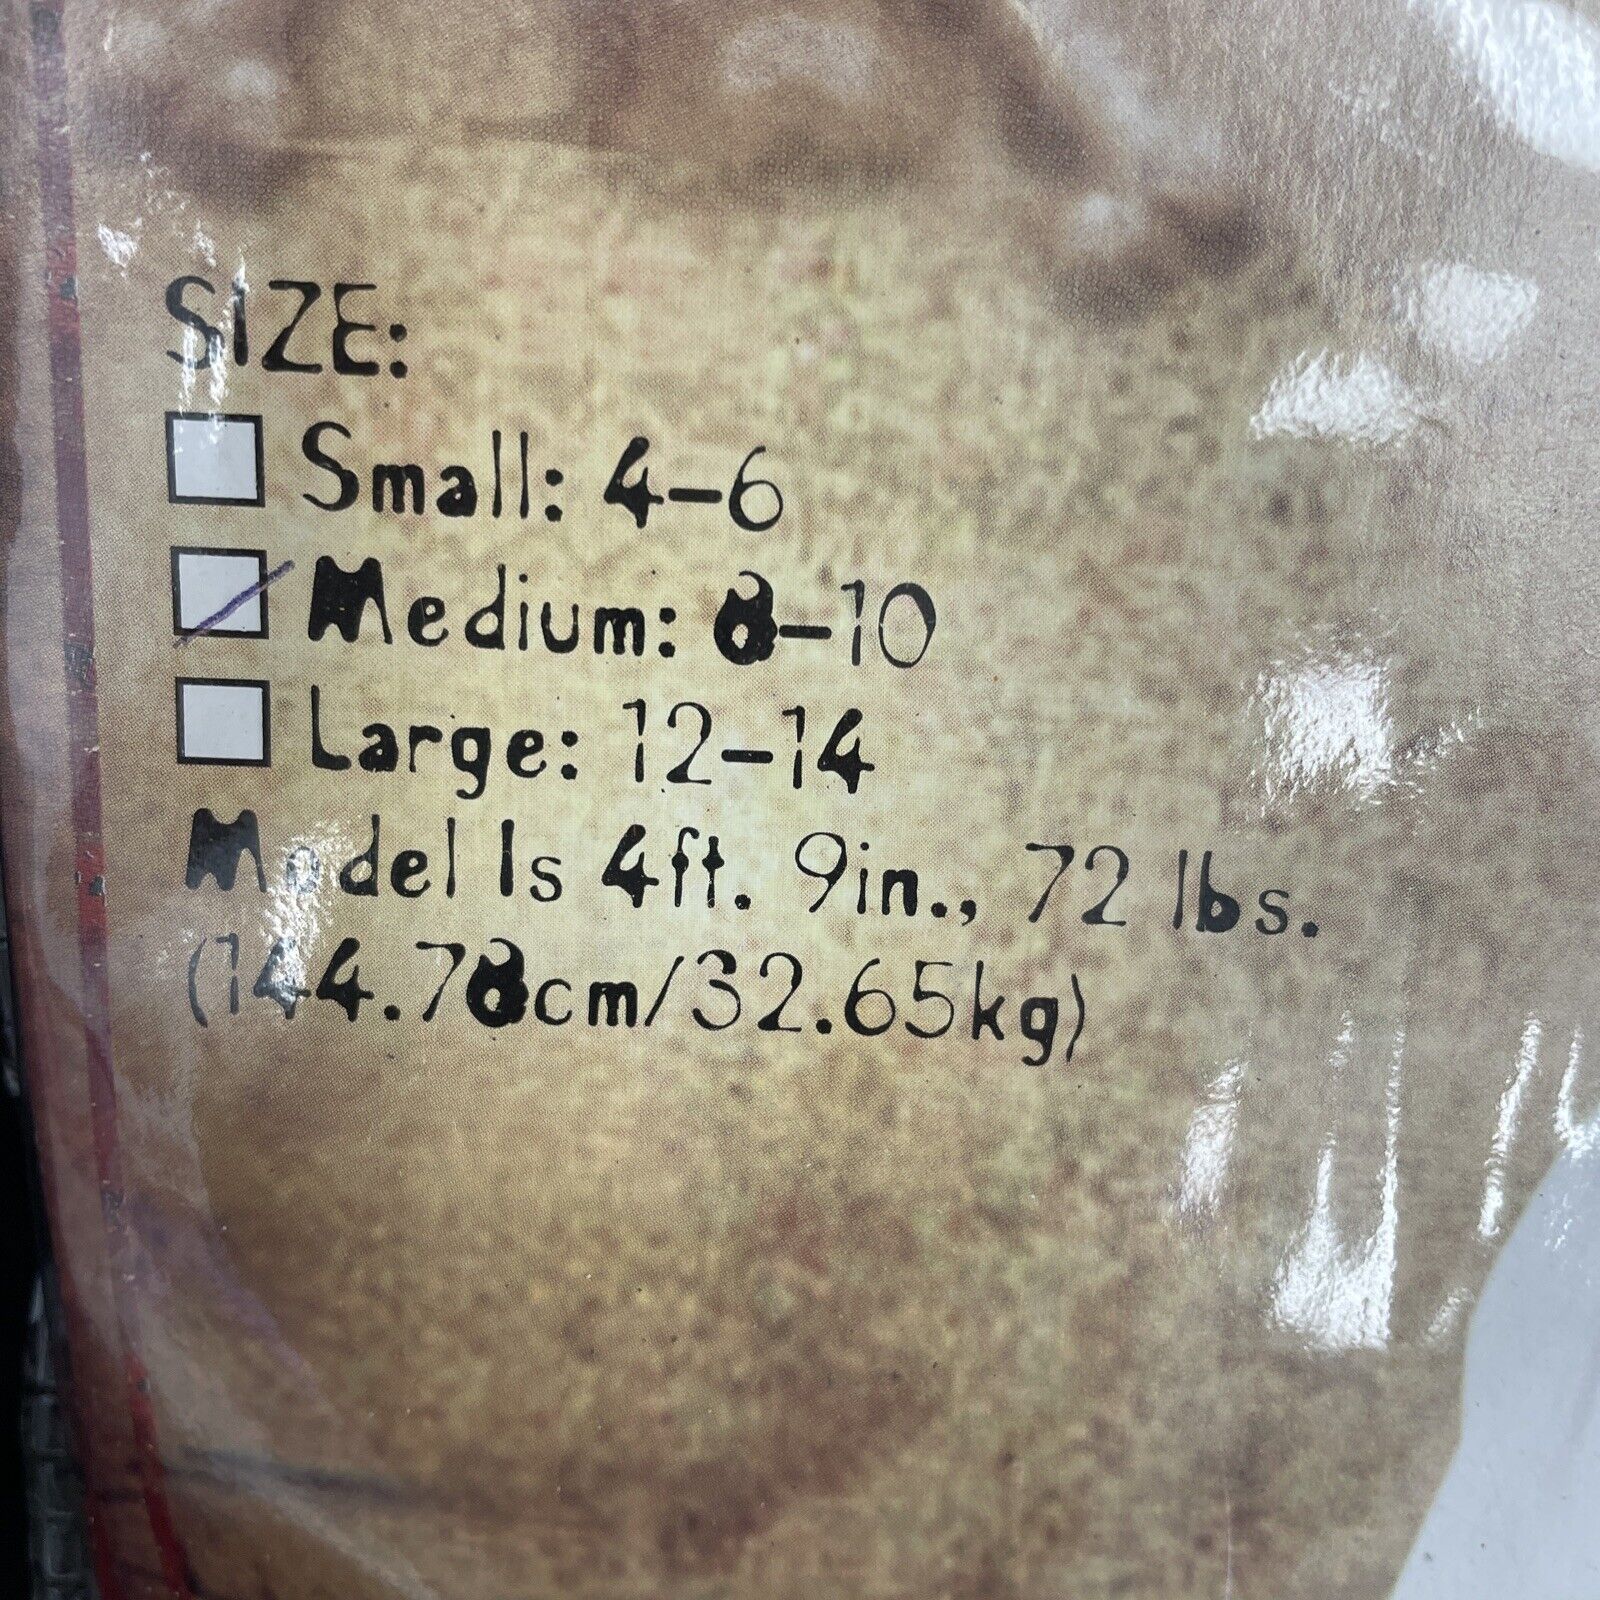 SIZE:
Small: 4-6
Medium: 8-10
Large: 12-14
Model Is 4ft. 9in., 72 lbs.
(144.78cm/32.65kg)